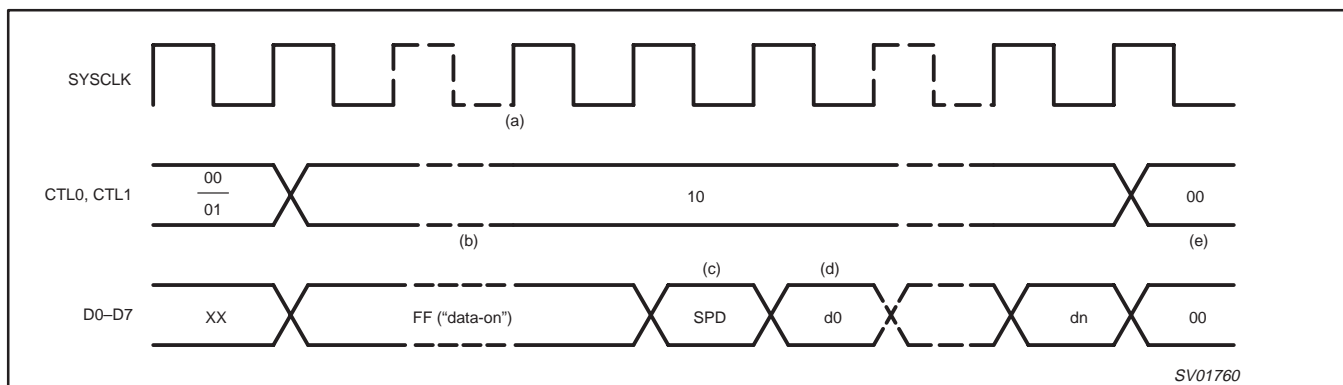 SYSCLK
(a)
CTL0, CTL1
00
01
10
00
(b)
(e)
(c)
(d)
D0–D7
XX
FF (“data-on”)
SPD
d0
dn
00
SV01760